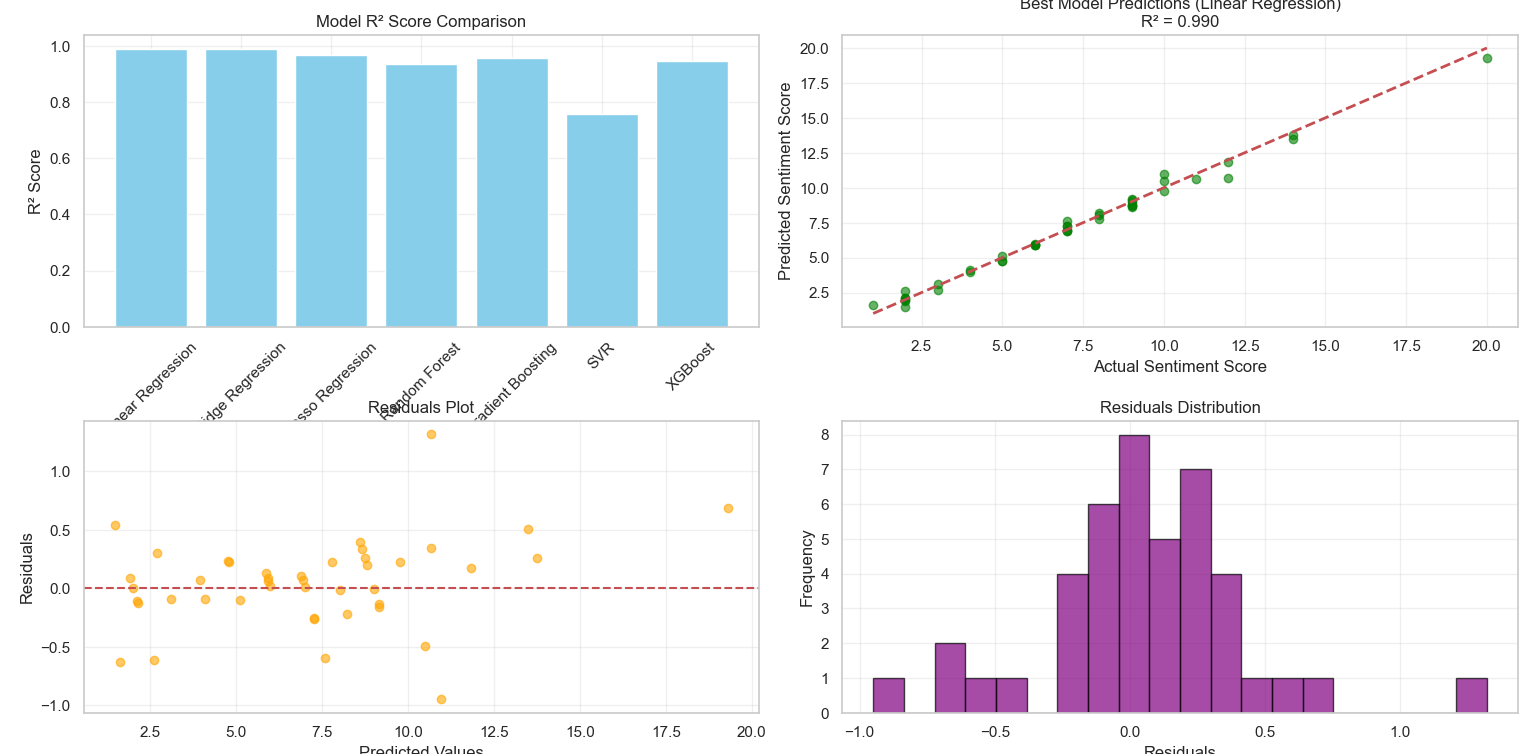 Model R² Score Comparison
R² Score
1.0
0.8
0.6
0.4
0.2
0.0
near Regression
idge Regression
sso Regression
Random Forest
radient Boosting
SVR
XGBoost
Best Model Predictions (Linear Regression)
R² = 0.990
Predicted Sentiment Score
20.0
17.5
15.0
12.5
10.0
7.5
5.0
2.5
2.5 5.0 7.5 10.0 12.5 15.0 17.5 20.0
Actual Sentiment Score
Residuals Plot
Residuals
1.0
0.5
0.0
−0.5
−1.0
2.5 5.0 7.5 10.0 12.5 15.0 17.5 20.0
Predicted Values
Residuals Distribution
Frequency
8
7
6
5
4
3
2
1
0
−1.0 −0.5 0.0 0.5 1.0
Residuals